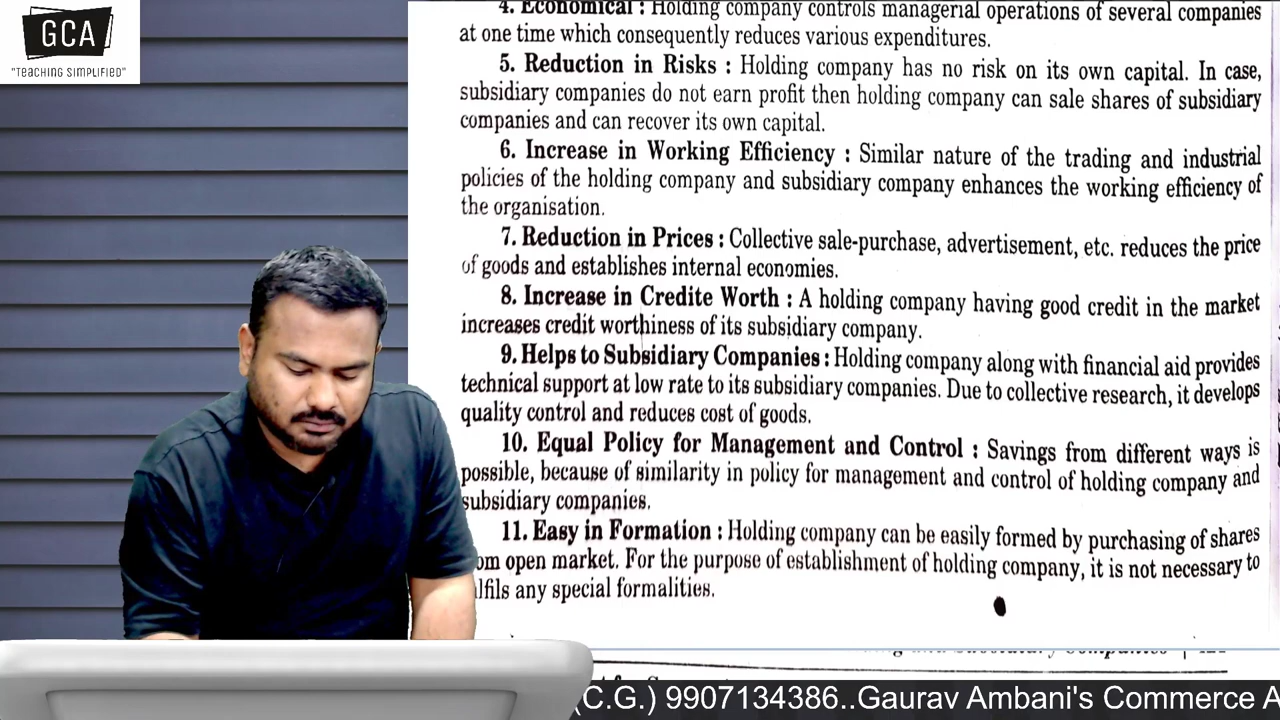 GCA
"TEACHING SIMPLIFIED"
4. Economical : Holding company controls managerial operations of several companies
at one time which consequently reduces various expenditures.
5. Reduction in Risks : Holding company has no risk on its own capital. In case,
subsidiary companies do not earn profit then holding company can sale shares of subsidiary
companies and can recover its own capital.
6. Increase in Working Efficiency : Similar nature of the trading and industrial
policies of the holding company and subsidiary company enhances the working efficiency of
the organisation.
7. Reduction in Prices : Collective sale-purchase, advertisement, etc. reduces the price
of goods and establishes internal economies.
8. Increase in Credite Worth : A holding company having good credit in the market
increases credit worthiness of its subsidiary company.
9. Helps to Subsidiary Companies : Holding company along with financial aid provides
technical support at low rate to its subsidiary companies. Due to collective research, it develops
quality control and reduces cost of goods.
10. Equal Policy for Management and Control : Savings from different ways is
possible, because of similarity in policy for management and control of holding company and
subsidiary companies.
11. Easy in Formation : Holding company can be easily formed by purchasing of shares
om open market. For the purpose of establishment of holding company, it is not necessary to
lfils any special formalities.
(C.G.) 9907134386..Gaurav Ambani's Commerce A